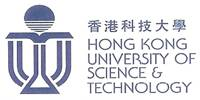 香港科技大學
HONG KONG
UNIVERSITY OF
SCIENCE &
TECHNOLOGY